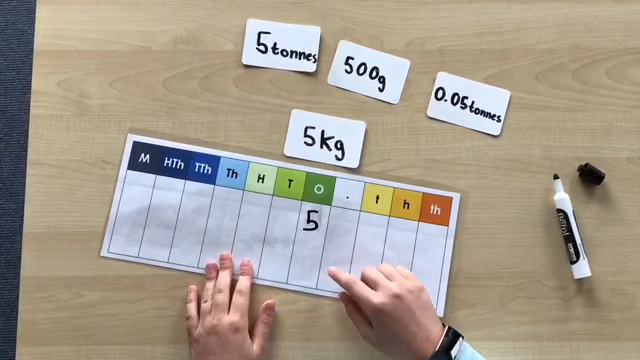 5 tonnes
500g
0.05 tonnes
5kg
M HTh TTh Th H T O . t h th
5